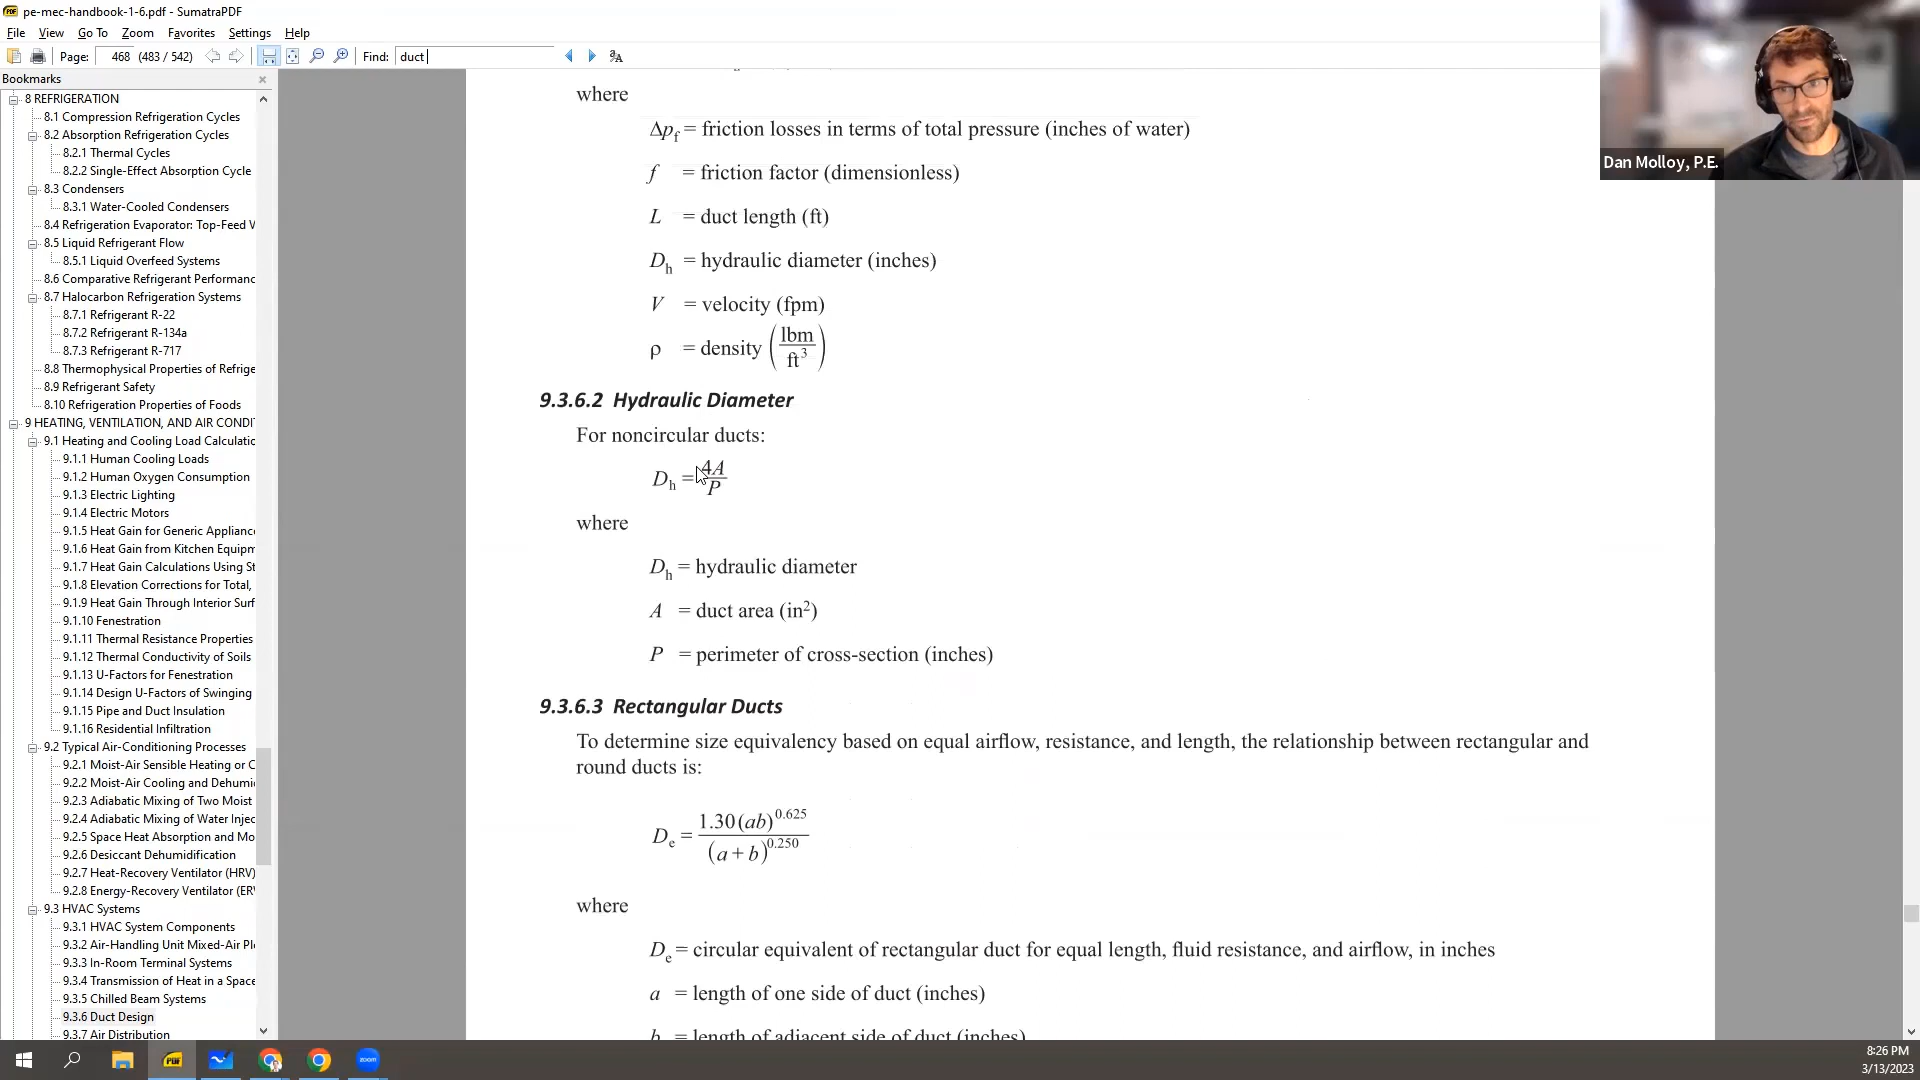 pe-mec-handbook-1-6.pdf - SumatraPDF
File View Go To Zoom Favorites Settings Help
Page: 468 (483 / 542) Find: duct
Bookmarks
8 REFRIGERATION
8.1 Compression Refrigeration Cycles
8.2 Absorption Refrigeration Cycles
8.2.1 Thermal Cycles
8.2.2 Single-Effect Absorption Cycle
8.3 Condensers
8.3.1 Water-Cooled Condensers
8.4 Refrigeration Evaporator: Top-Feed V
8.5 Liquid Refrigerant Flow
8.5.1 Liquid Overfeed Systems
8.6 Comparative Refrigerant Performanc
8.7 Halocarbon Refrigeration Systems
8.7.1 Refrigerant R-22
8.7.2 Refrigerant R-134a
8.7.3 Refrigerant R-717
8.8 Thermophysical Properties of Refrige
8.9 Refrigerant Safety
8.10 Refrigeration Properties of Foods
9 HEATING, VENTILATION, AND AIR CONDI
9.1 Heating and Cooling Load Calculatio
9.1.1 Human Cooling Loads
9.1.2 Human Oxygen Consumption
9.1.3 Electric Lighting
9.1.4 Electric Motors
9.1.5 Heat Gain for Generic Applianc
9.1.6 Heat Gain from Kitchen Equipm
9.1.7 Heat Gain Calculations Using St
9.1.8 Elevation Corrections for Total,
9.1.9 Heat Gain Through Interior Surf
9.1.10 Fenestration
9.1.11 Thermal Resistance Properties
9.1.12 Thermal Conductivity of Soils
9.1.13 U-Factors for Fenestration
9.1.14 Design U-Factors of Swinging
9.1.15 Pipe and Duct Insulation
9.1.16 Residential Infiltration
9.2 Typical Air-Conditioning Processes
9.2.1 Moist-Air Sensible Heating or C
9.2.2 Moist-Air Cooling and Dehumi
9.2.3 Adiabatic Mixing of Two Moist
9.2.4 Adiabatic Mixing of Water Injec
9.2.5 Space Heat Absorption and Mo
9.2.6 Desiccant Dehumidification
9.2.7 Heat-Recovery Ventilator (HRV)
9.2.8 Energy-Recovery Ventilator (ER
9.3 HVAC Systems
9.3.1 HVAC System Components
9.3.2 Air-Handling Unit Mixed-Air Pl
9.3.3 In-Room Terminal Systems
9.3.4 Transmission of Heat in a Space
9.3.5 Chilled Beam Systems
9.3.6 Duct Design
9.3.7 Air Distribution
where
Δp_f = friction losses in terms of total pressure (inches of water)
f = friction factor (dimensionless)
L = duct length (ft)
D_h = hydraulic diameter (inches)
V = velocity (fpm)
ρ = density (lbm/ft³)
9.3.6.2 Hydraulic Diameter
For noncircular ducts:
D_h = 4A/P
where
D_h = hydraulic diameter
A = duct area (in²)
P = perimeter of cross-section (inches)
9.3.6.3 Rectangular Ducts
To determine size equivalency based on equal airflow, resistance, and length, the relationship between rectangular and
round ducts is:
D_e = 1.30(ab)^0.625/(a + b)^0.250
where
D_e = circular equivalent of rectangular duct for equal length, fluid resistance, and airflow, in inches
a = length of one side of duct (inches)
b = length of adjacent side of duct (inches)
Dan Molloy, P.E.
PDF
zoom
8:26 PM
3/13/2023